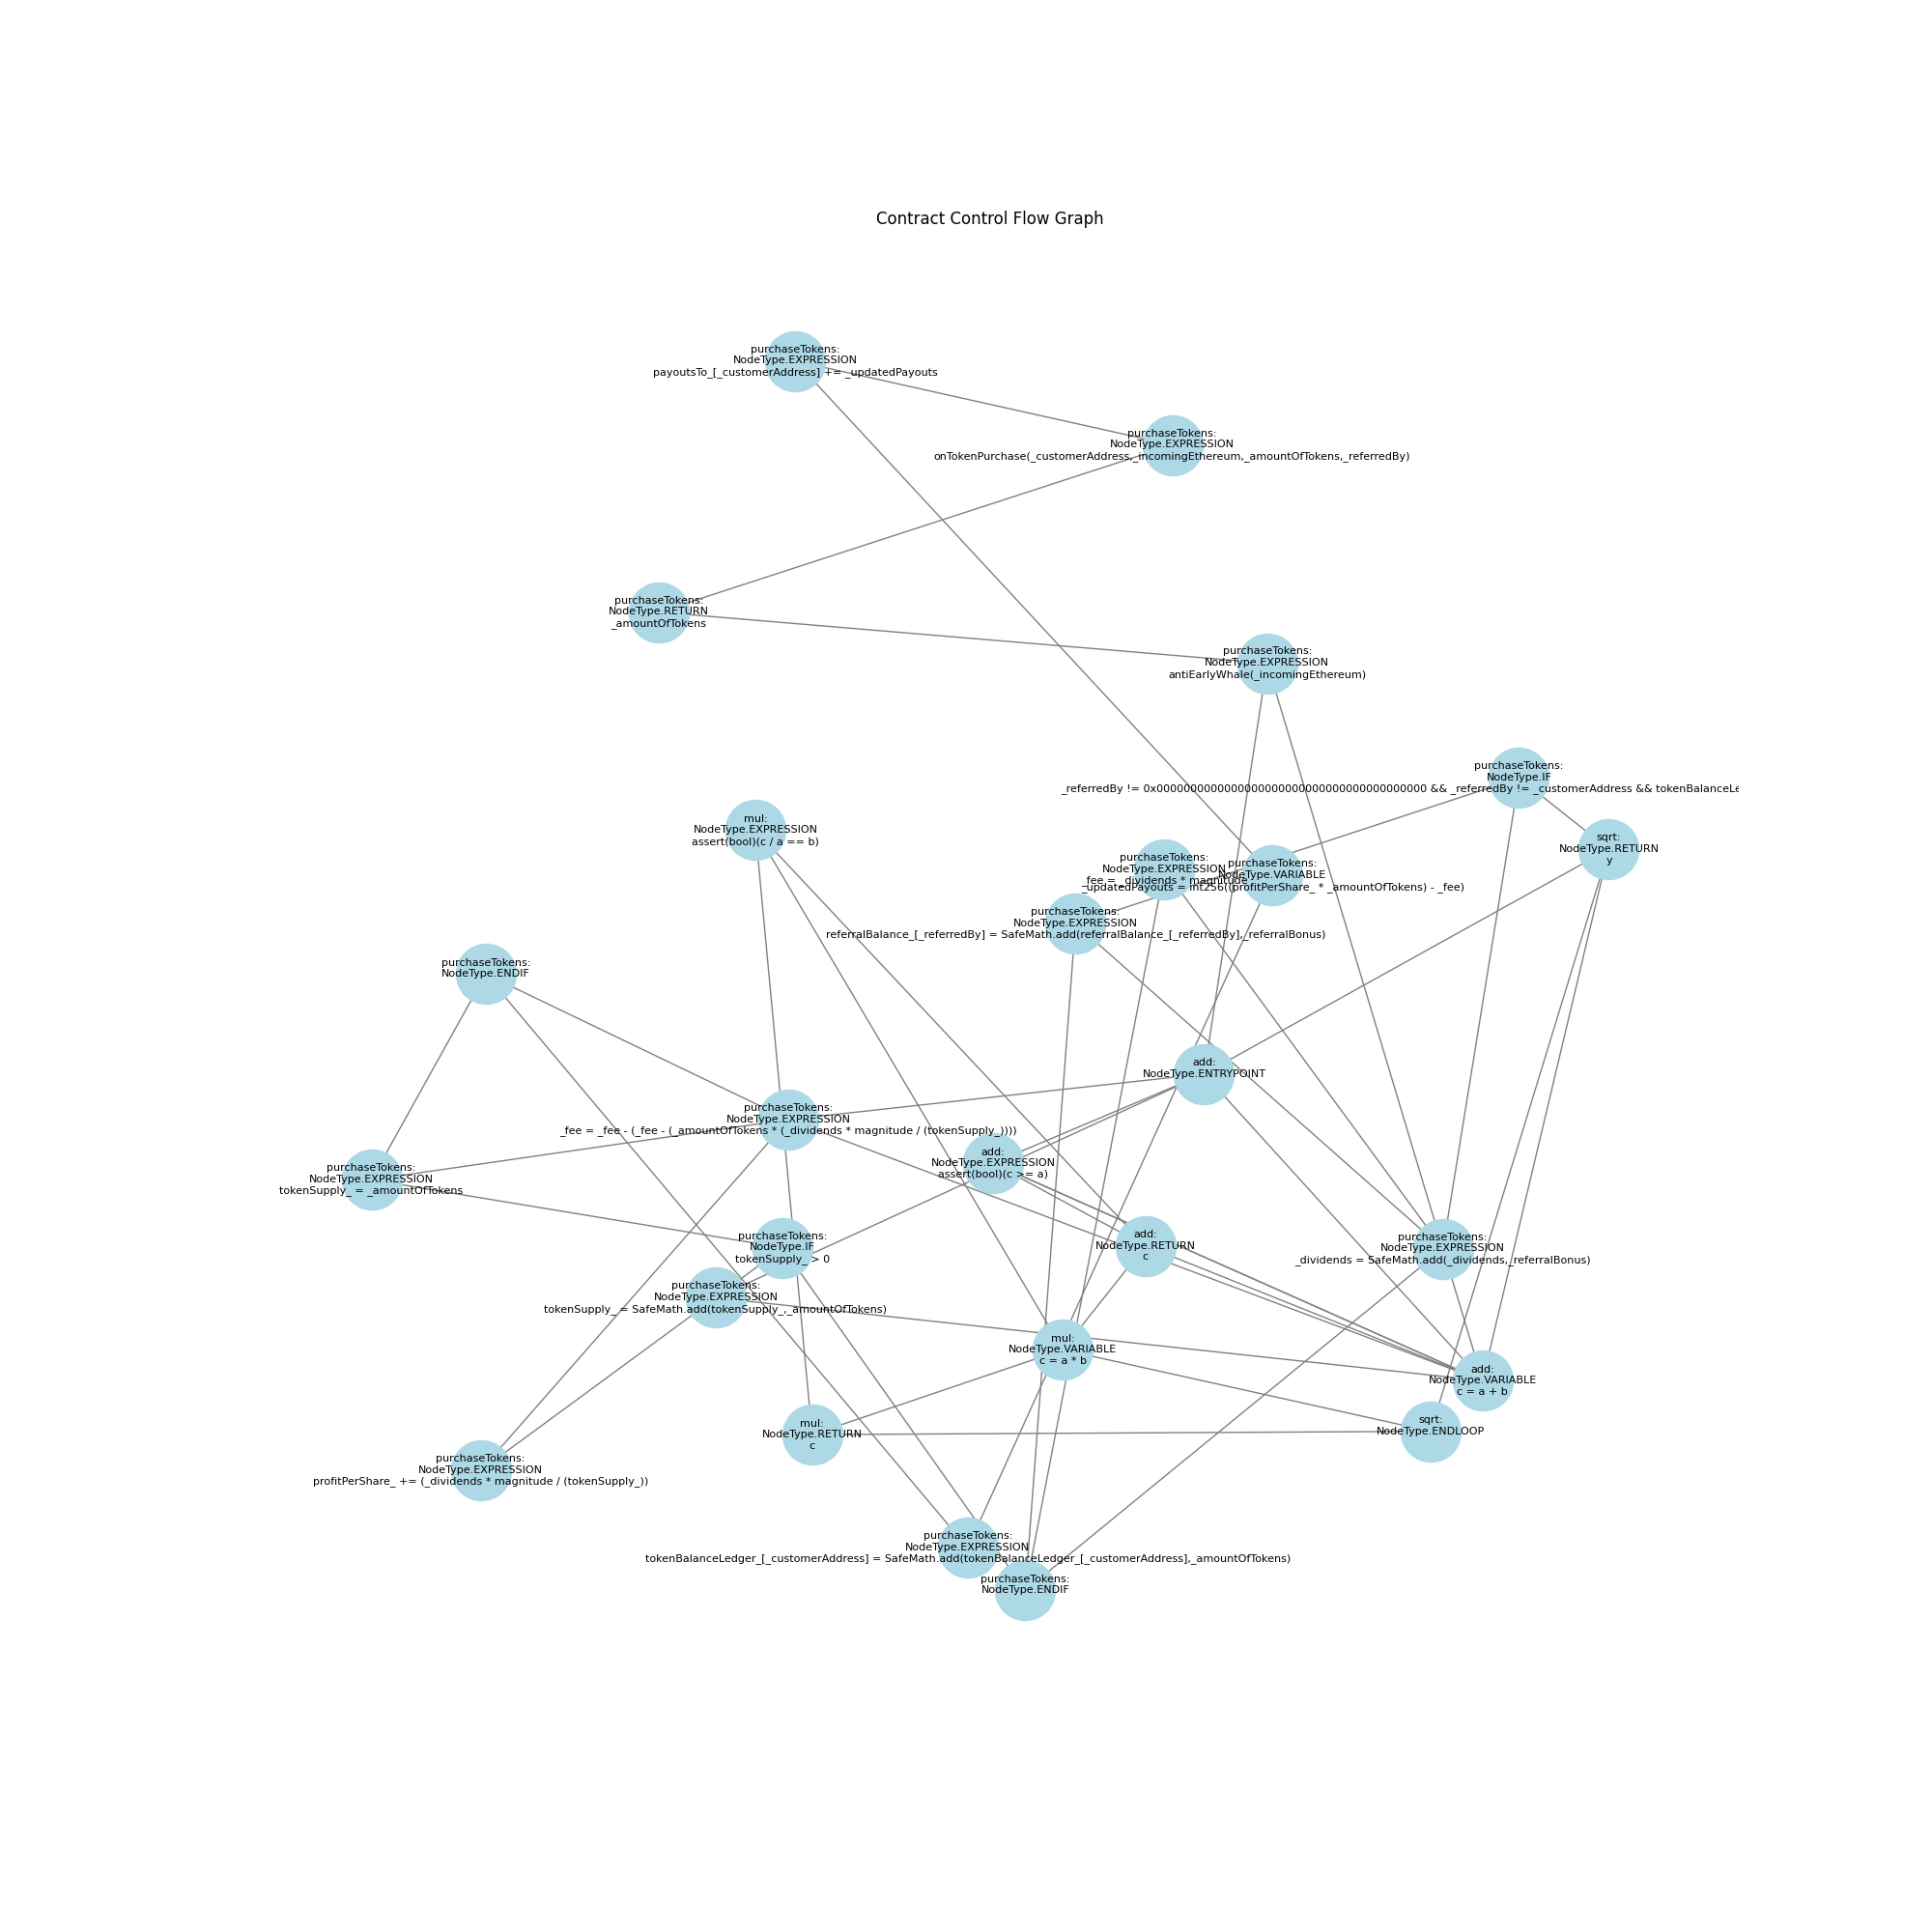 Contract Control Flow Graph
purchaseTokens:
NodeType.EXPRESSION
payoutsTo_[_customerAddress] += _updatedPayouts
purchaseTokens:
NodeType.EXPRESSION
onTokenPurchase(_customerAddress,_incomingEthereum,_amountOfTokens,_referredBy)
purchaseTokens:
NodeType.RETURN
_amountOfTokens
purchaseTokens:
NodeType.EXPRESSION
antiEarlyWhale(_incomingEthereum)
purchaseTokens:
NodeType.IF
_referredBy != 0x0000000000000000000000000000000000000000 && _referredBy != _customerAddress && tokenBalanceLe
mul:
NodeType.EXPRESSION
assert(bool)(c / a == b)
sqrt:
NodeType.RETURN
y
purchaseTokens:
NodeType.EXPRESSION
_fee = _dividends * magnitude
purchaseTokens:
NodeType.VARIABLE
_updatedPayouts = int256((profitPerShare_ * _amountOfTokens) - _fee)
purchaseTokens:
NodeType.EXPRESSION
referralBalance_[_referredBy] = SafeMath.add(referralBalance_[_referredBy],_referralBonus)
purchaseTokens:
NodeType.ENDIF
add:
NodeType.ENTRYPOINT
purchaseTokens:
NodeType.EXPRESSION
_fee = _fee - (_fee - (_amountOfTokens * (_dividends * magnitude / (tokenSupply_))))
add:
NodeType.EXPRESSION
assert(bool)(c >= a)
purchaseTokens:
NodeType.EXPRESSION
tokenSupply_ = _amountOfTokens
purchaseTokens:
NodeType.IF
tokenSupply_ > 0
add:
NodeType.RETURN
c
purchaseTokens:
NodeType.EXPRESSION
_dividends = SafeMath.add(_dividends,_referralBonus)
purchaseTokens:
NodeType.EXPRESSION
tokenSupply_ = SafeMath.add(tokenSupply_,_amountOfTokens)
mul:
NodeType.VARIABLE
c = a * b
add:
NodeType.VARIABLE
c = a + b
mul:
NodeType.RETURN
c
sqrt:
NodeType.ENDLOOP
purchaseTokens:
NodeType.EXPRESSION
profitPerShare_ += (_dividends * magnitude / (tokenSupply_))
purchaseTokens:
NodeType.EXPRESSION
tokenBalanceLedger_[_customerAddress] = SafeMath.add(tokenBalanceLedger_[_customerAddress],_amountOfTokens)
purchaseTokens:
NodeType.ENDIF